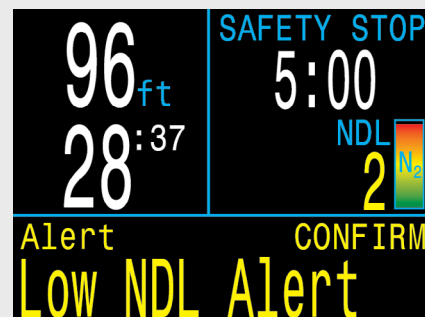 96ft
28:37
SAFETY STOP
5:00
NDL
2
N2
Alert CONFIRM
Low NDL Alert